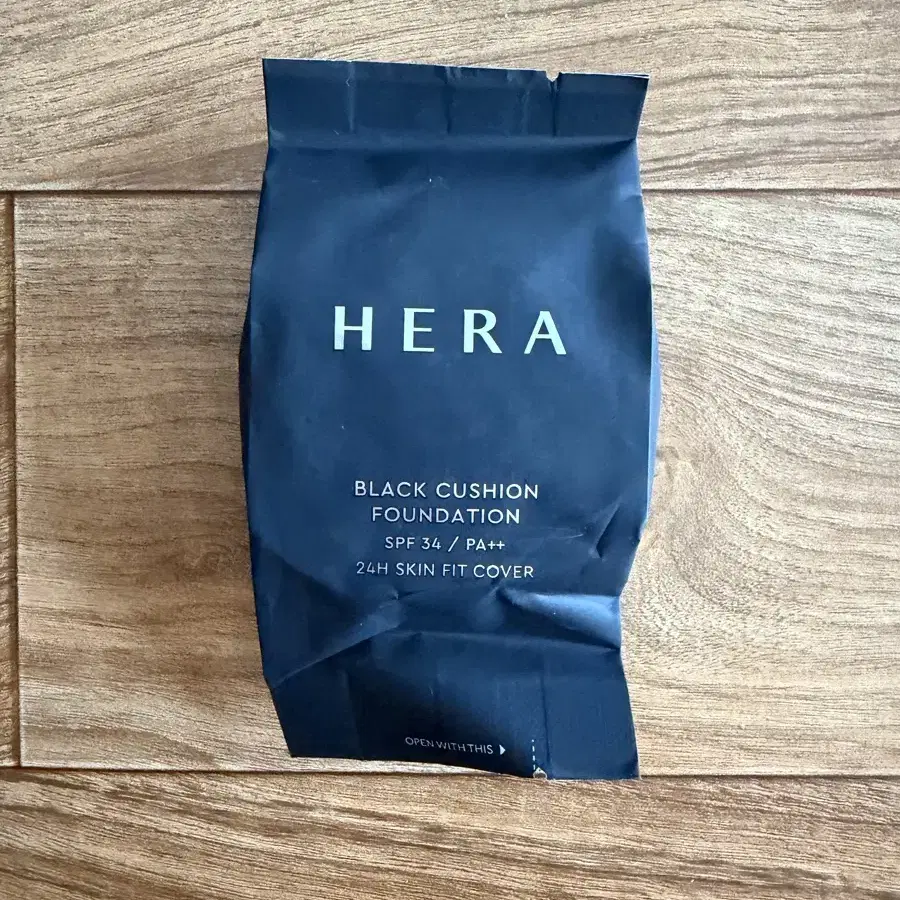 HERA
BLACK CUSHION
FOUNDATION
SPF 34 / PA++
24H SKIN FIT COVER
OPEN WITH THIS ▶